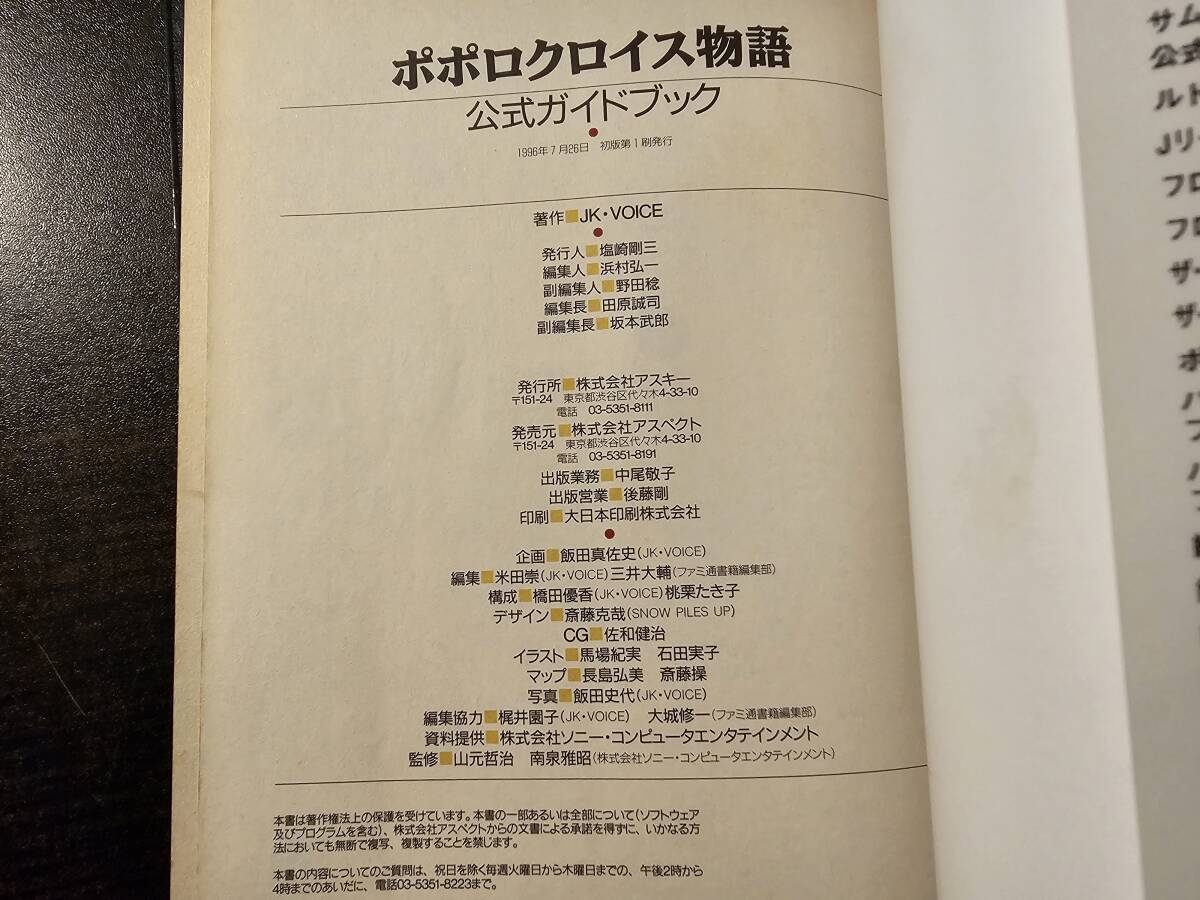 ポポロクロイス物語
公式ガイドブック
1996年7月26日 初版第1刷発行
著作■JK・VOICE
発行人■塩崎剛三
編集人■浜村弘一
副編集人■野田稔
編集長■田原誠司
副編集長■坂本武郎
発行所■株式会社アスキー
〒151-24 東京都渋谷区代々木4-33-10
電話 03-5351-8111
発売元■株式会社アスペクト
〒151-24 東京都渋谷区代々木4-33-10
電話 03-5351-8191
出版業務■中尾敬子
出版営業■後藤剛
印刷■大日本印刷株式会社
企画■飯田真佐史(JK・VOICE)
編集■米田崇(JK・VOICE)三井大輔(ファミ通書籍編集部)
構成■橋田優香(JK・VOICE)桃栗たき子
デザイン■斎藤克哉(SNOW PILES UP)
CG■佐和健治
イラスト■馬場紀実 石田実子
マップ■長島弘美 斎藤操
写真■飯田史代(JK・VOICE)
編集協力■梶井園子(JK・VOICE) 大城修一(ファミ通書籍編集部)
資料提供■株式会社ソニー・コンピュータエンタテインメント
監修■山元哲治 南泉雅昭(株式会社ソニー・コンピュータエンタテインメント)
本書は著作権法上の保護を受けています。本書の一部あるいは全部について(ソフトウェア
及びプログラムを含む)、株式会社アスペクトからの文書による承諾を得ずに、いかなる方
法においても無断で複写、複製することを禁じます。
本書の内容についてのご質問は、祝日を除く毎週火曜日から木曜日までの、午後2時から
4時までのあいだに、電話03-5351-8223まで。
サム
公式
ルト
Jリ
フロ
フロ
ザ・
ザ・